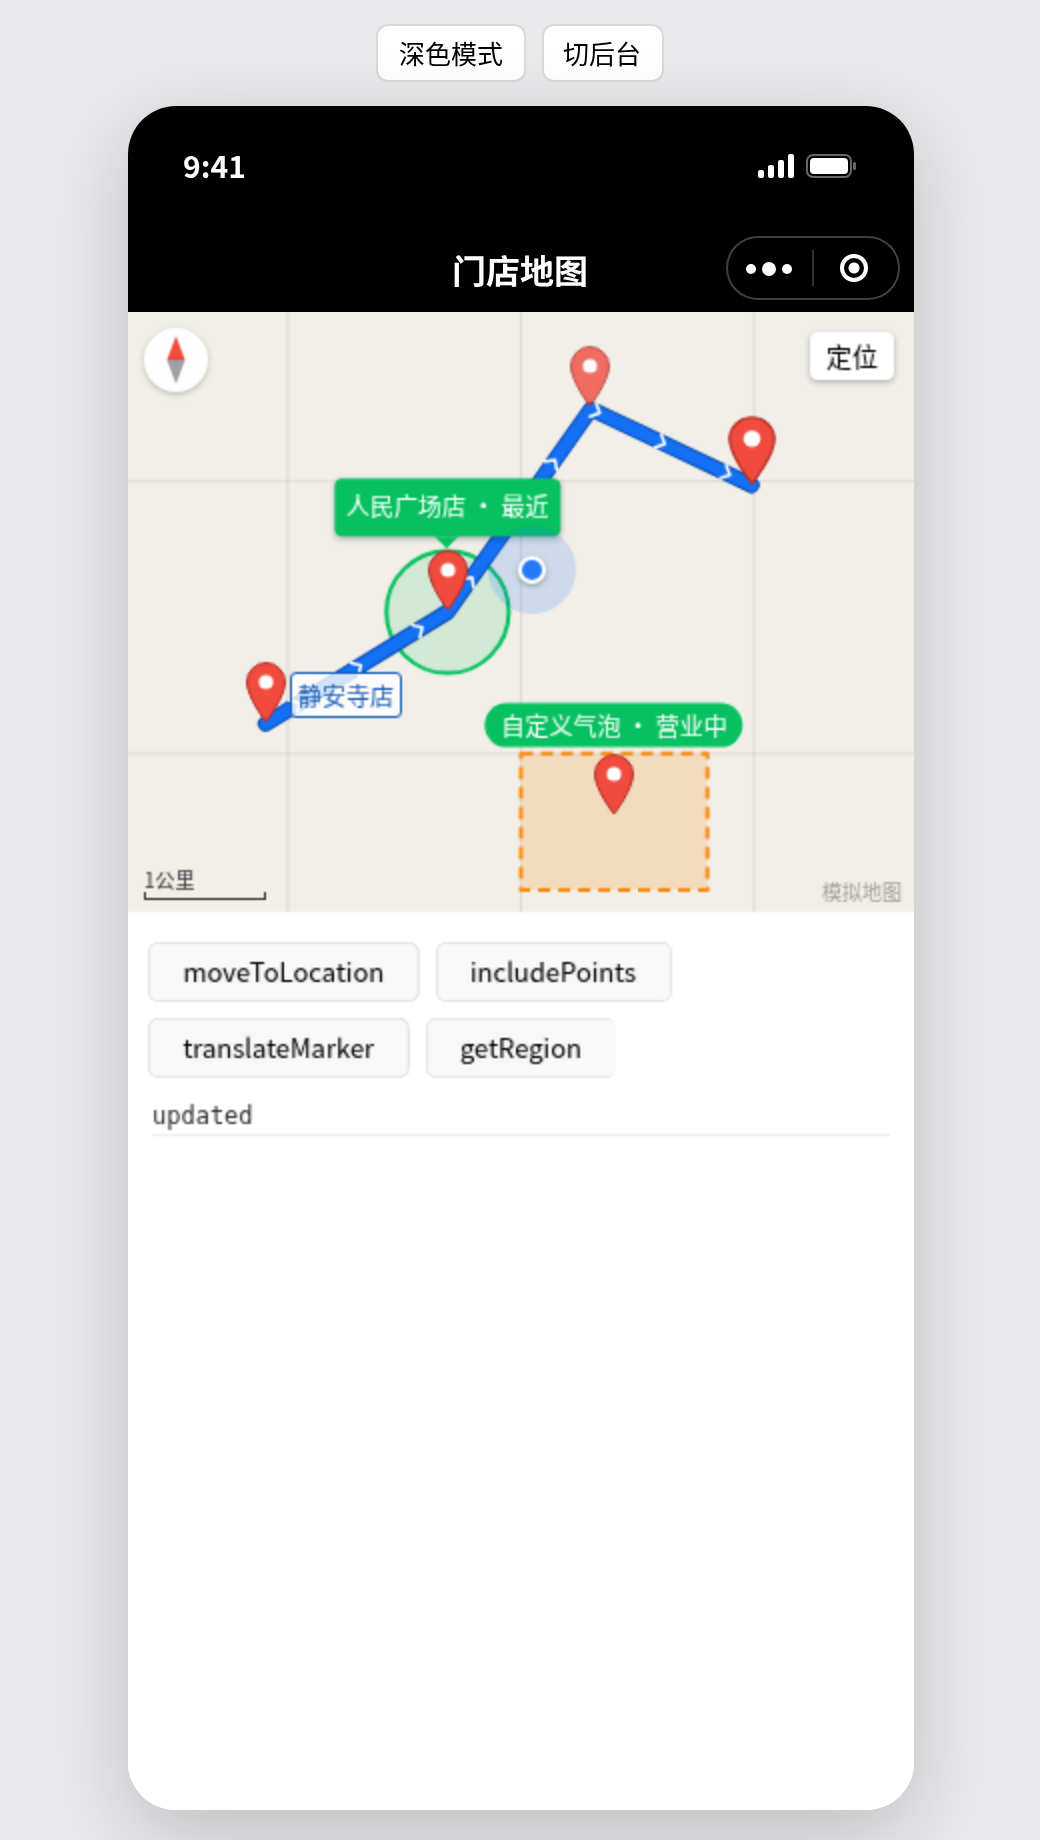 深色模式 切后台
9:41
门店地图
定位
人民广场店 · 最近
静安寺店
自定义气泡 · 营业中
1公里
模拟地图
moveToLocation includePoints
translateMarker getRegion
updated